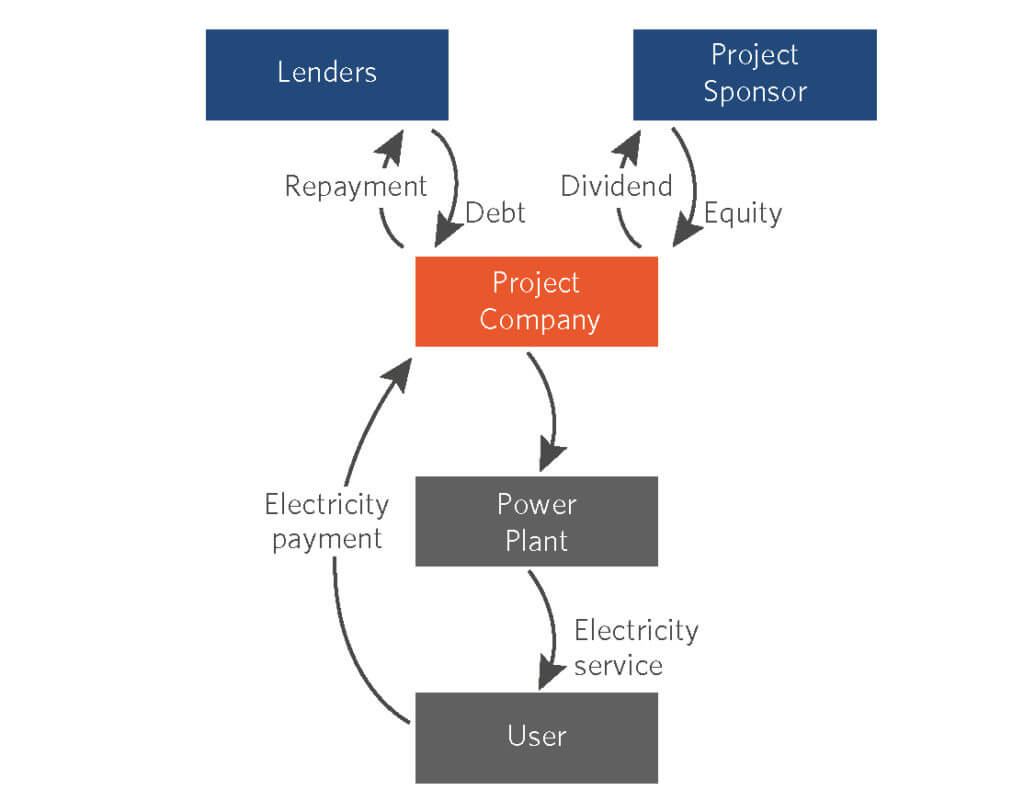 Lenders
Project
Sponsor
Repayment
Debt
Dividend
Equity
Project
Company
Electricity
payment
Power
Plant
Electricity
service
User